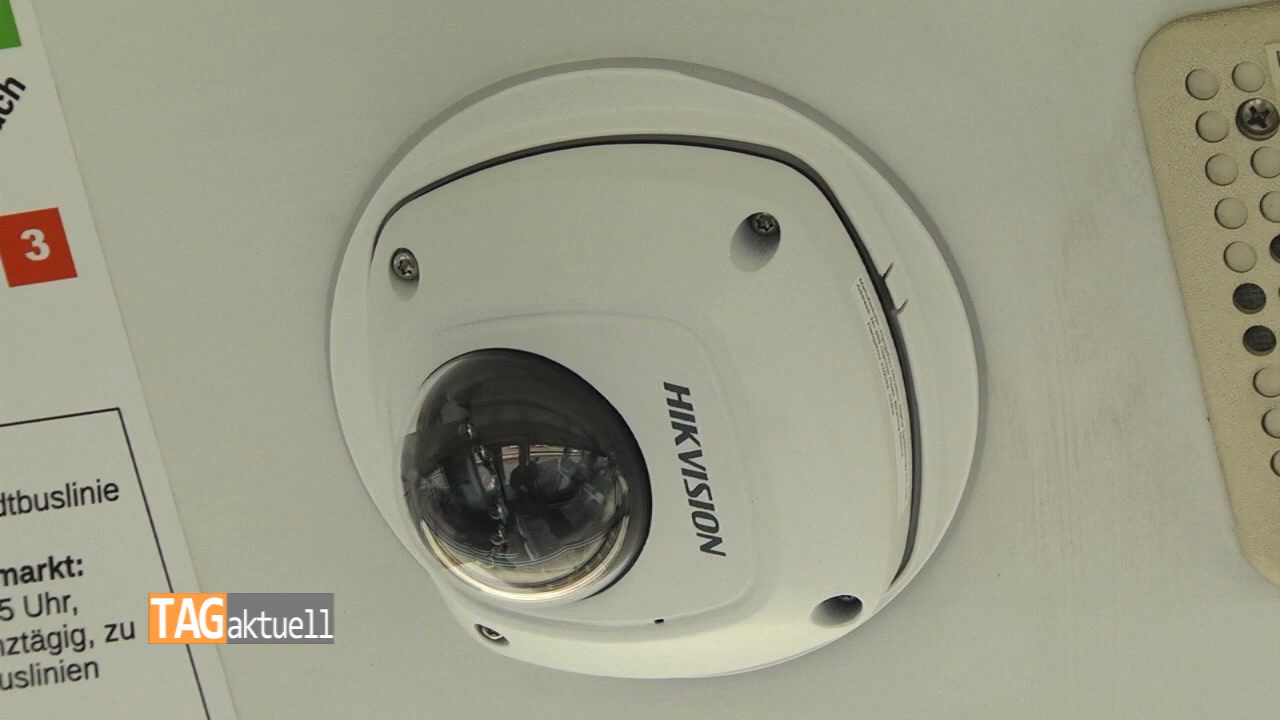 ch
3
dtbuslinie
markt:
5 Uhr,
nztägig, zu
uslinien
HIKVISION
TAGaktuell